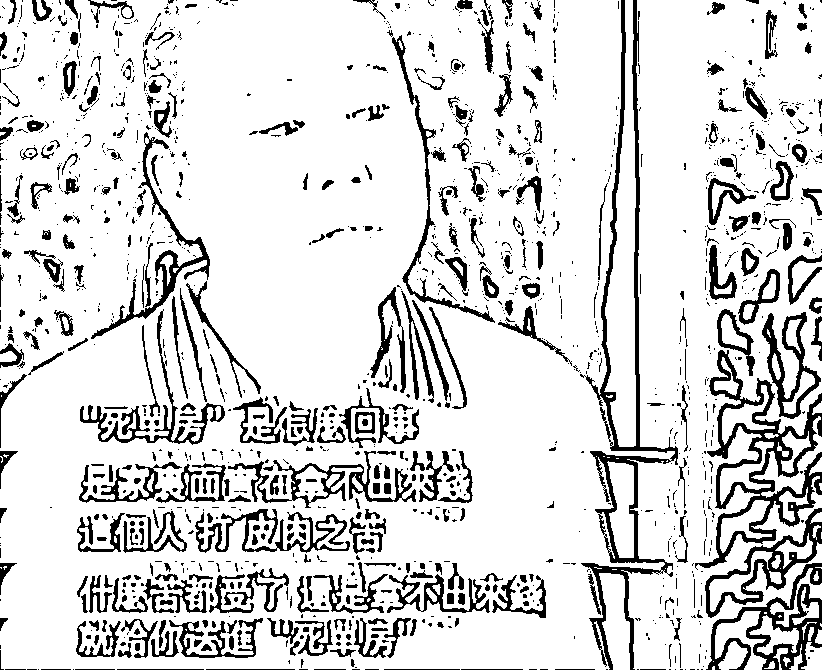 "死單房" 是怎麼回事
是家裏面實在拿不出來錢
這個人 打 皮肉之苦
什麼苦都受了 還是拿不出來錢
就給你送進 "死單房"